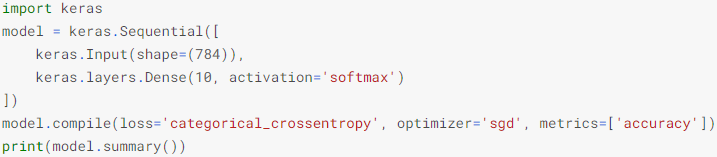 import keras
model = keras.Sequential([
    keras.Input(shape=(784)),
    keras.layers.Dense(10, activation='softmax')
])
model.compile(loss='categorical_crossentropy', optimizer='sgd', metrics=['accuracy'])
print(model.summary())